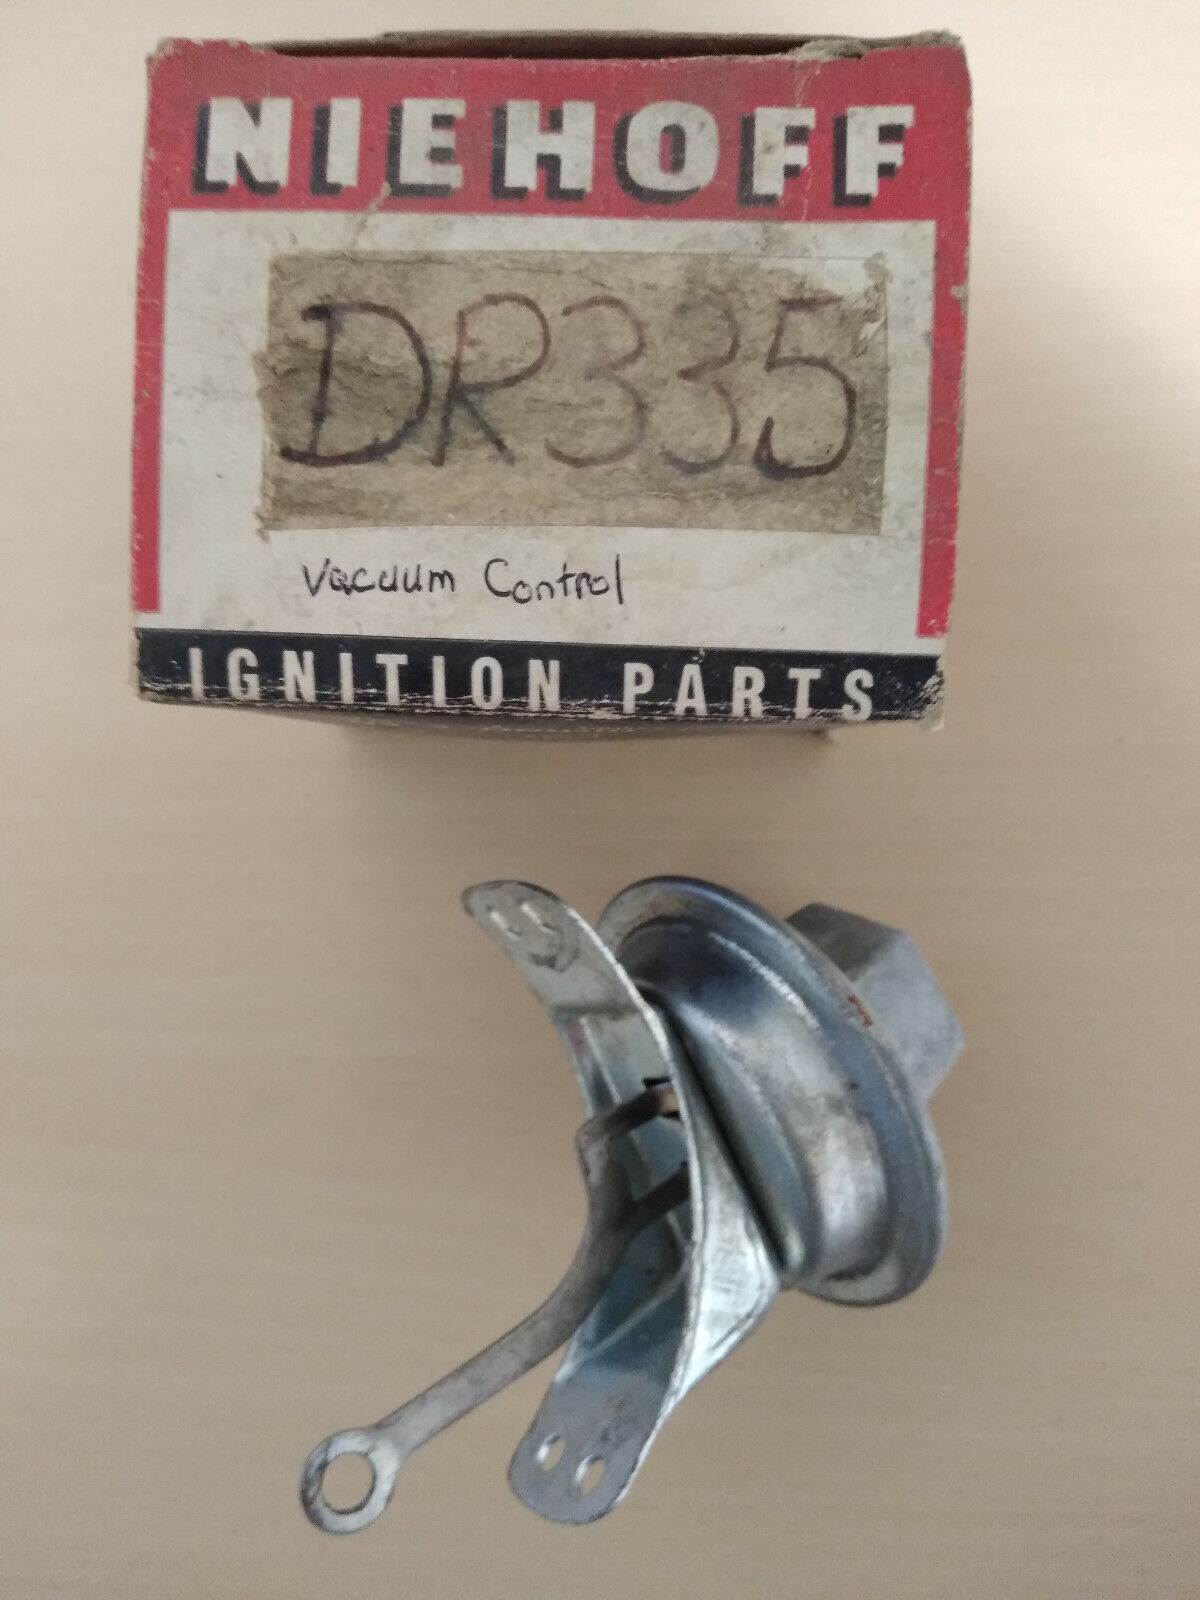 NIEHOFF
DR335
Vacuum Control
IGNITION PARTS